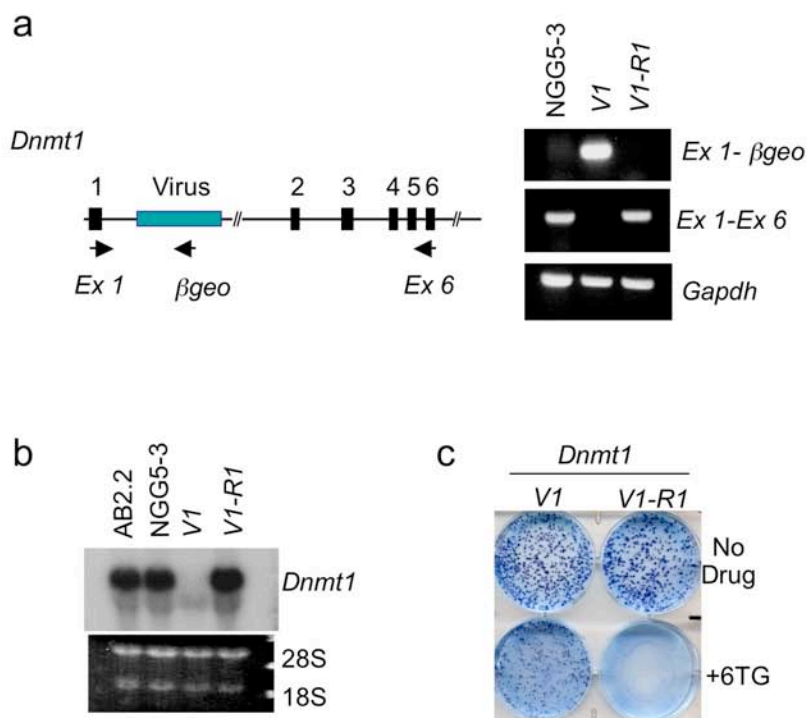 a
NGG5-3
V1
V1-R1
Dnmt1
1 Virus 2 3 4 5 6
Ex 1 βgeo Ex 6
Ex 1- βgeo
Ex 1-Ex 6
Gapdh
b
AB2.2
NGG5-3
V1
V1-R1
Dnmt1
28S
18S
c
Dnmt1
V1 V1-R1
No
Drug
+6TG